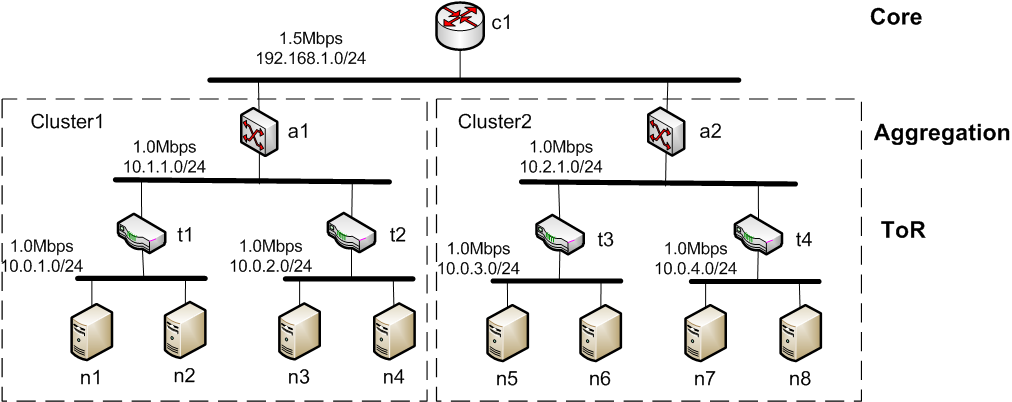 c1
Core
1.5Mbps
192.168.1.0/24
Cluster1
a1
Cluster2
a2
Aggregation
1.0Mbps
10.1.1.0/24
1.0Mbps
10.2.1.0/24
t1
t2
t3
t4
ToR
1.0Mbps
10.0.1.0/24
1.0Mbps
10.0.2.0/24
1.0Mbps
10.0.3.0/24
1.0Mbps
10.0.4.0/24
n1
n2
n3
n4
n5
n6
n7
n8